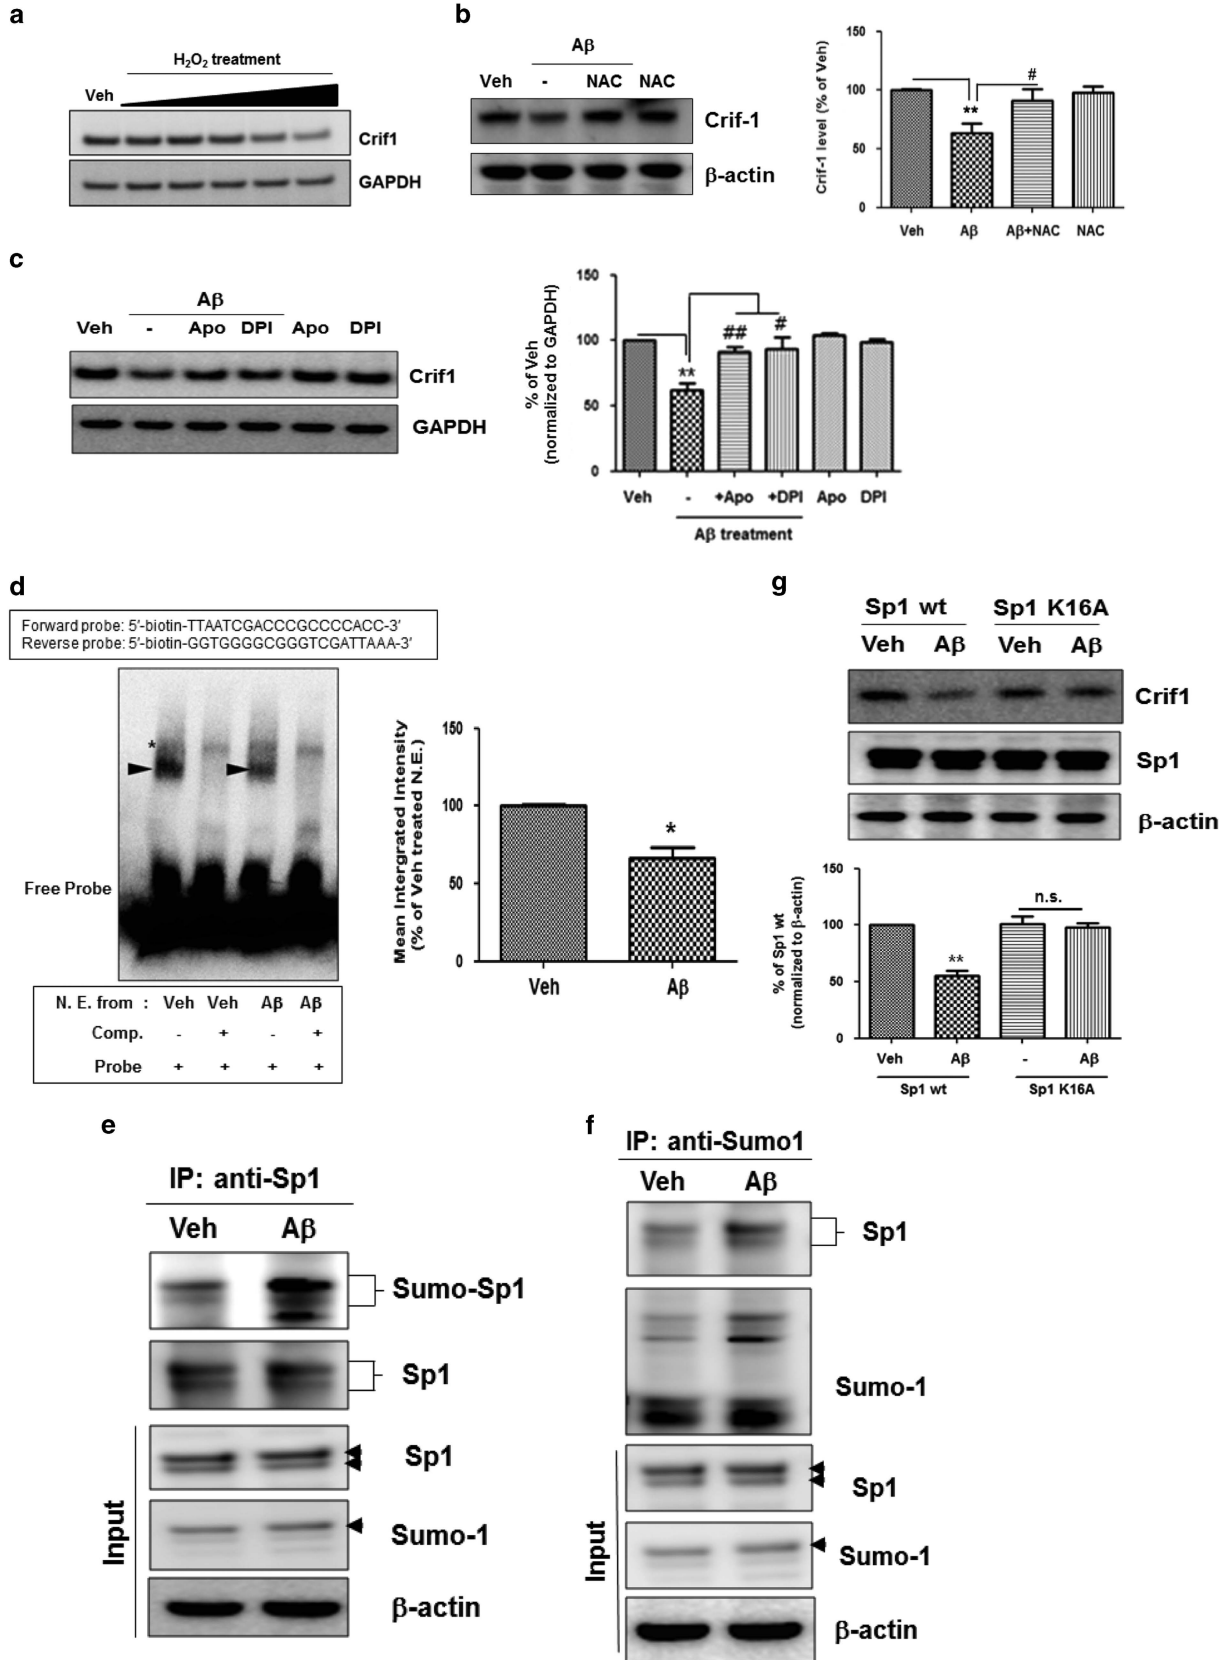 a
H₂O₂ treatment
Veh
Crif1
GAPDH
b
Aβ
Veh - NAC NAC
Crif-1
β-actin
Crif-1 level (% of Veh)
150
100
50
0
**
#
Veh Aβ Aβ+NAC NAC
c
Aβ
Veh - Apo DPI Apo DPI
Crif1
GAPDH
% of Veh
(normalized to GAPDH)
150
100
50
0
**
##
#
Veh - +Apo +DPI Apo DPI
Aβ treatment
d
Forward probe: 5′-biotin-TTAATCGACCCGCCCCACC-3′
Reverse probe: 5′-biotin-GGTGGGGCGGGTCGATTAAA-3′
*
Free Probe
N. E. from : Veh Veh Aβ Aβ
Comp. - + - +
Probe + + + +
Mean Intergrated Intensity
(% of Veh treated N.E.)
150
100
50
0
*
Veh Aβ
g
Sp1 wt Sp1 K16A
Veh Aβ Veh Aβ
Crif1
Sp1
β-actin
% of Sp1 wt
(normalized to β-actin)
150
100
50
0
**
n.s.
Veh Aβ - Aβ
Sp1 wt Sp1 K16A
e
IP: anti-Sp1
Veh Aβ
Sumo-Sp1
Sp1
Input
Sp1
Sumo-1
β-actin
f
IP: anti-Sumo1
Veh Aβ
Sp1
Sumo-1
Input
Sp1
Sumo-1
β-actin